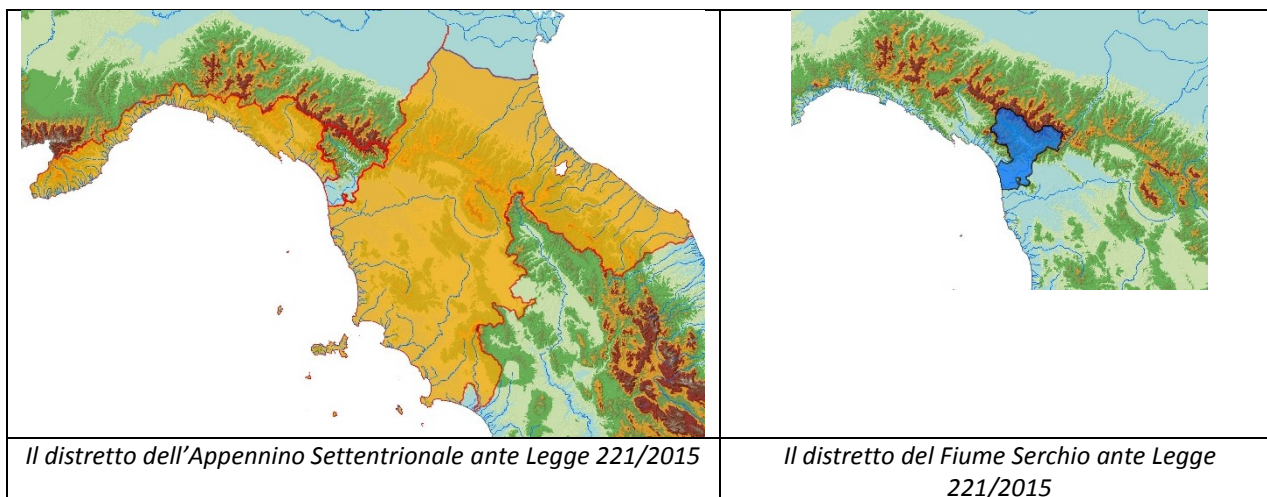 Il distretto dell’Appennino Settentrionale ante Legge 221/2015
Il distretto del Fiume Serchio ante Legge
221/2015